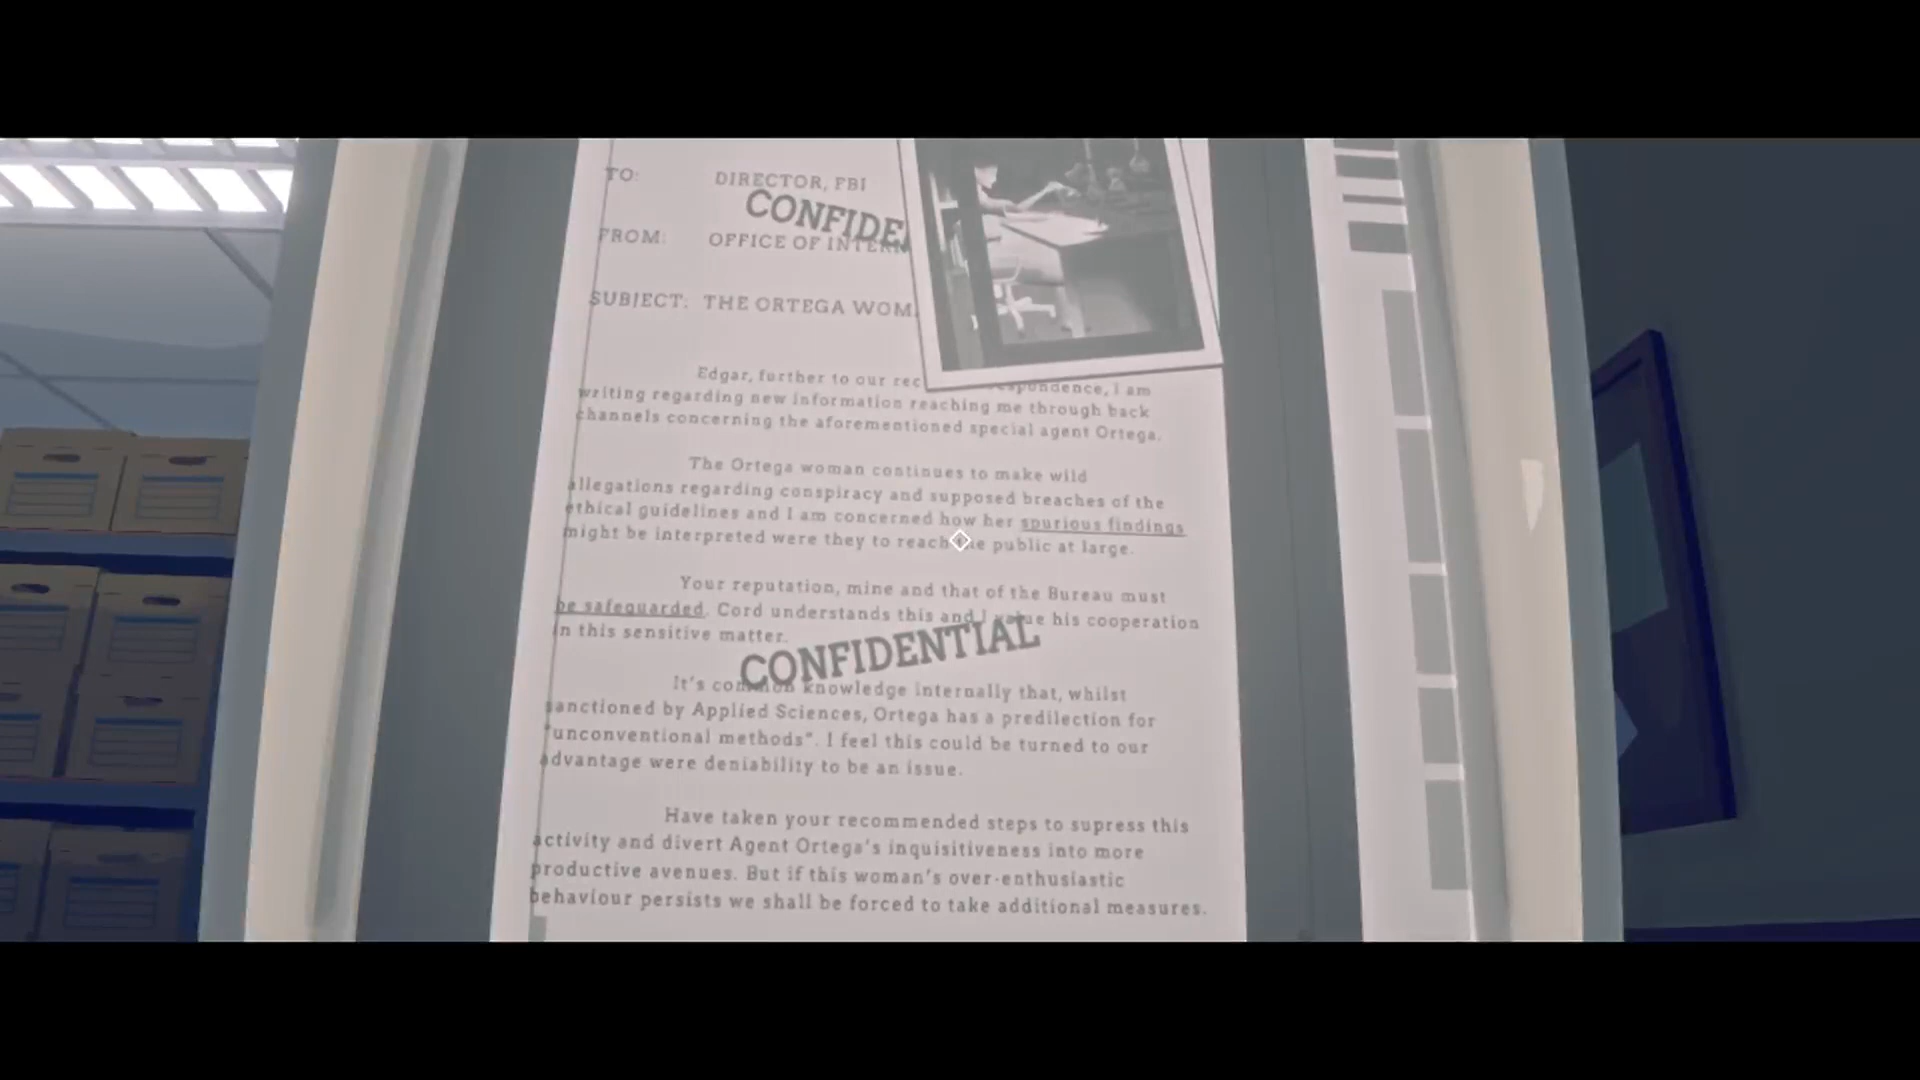 TO: DIRECTOR, FBI
CONFIDE
FROM: OFFICE OF INTER
SUBJECT: THE ORTEGA WOM
Edgar, further to our rec spondence, I am
writing regarding new information reaching me through back
channels concerning the aforementioned special agent Ortega.
The Ortega woman continues to make wild
allegations regarding conspiracy and supposed breaches of the
ethical guidelines and I am concerned how her spurious findings
might be interpreted were they to reach the public at large.
Your reputation, mine and that of the Bureau must
be safeguarded. Cord understands this and I value his cooperation
in this sensitive matter.
CONFIDENTIAL
It's common knowledge internally that, whilst
sanctioned by Applied Sciences, Ortega has a predilection for
"unconventional methods". I feel this could be turned to our
advantage were deniability to be an issue.
Have taken your recommended steps to supress this
activity and divert Agent Ortega's inquisitiveness into more
productive avenues. But if this woman's over-enthusiastic
behaviour persists we shall be forced to take additional measures.